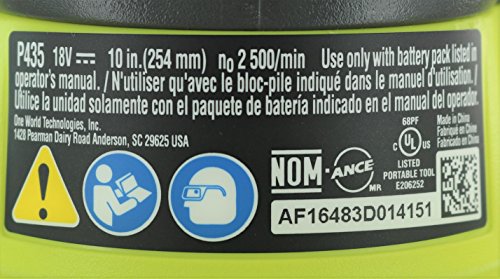 P435 18V⎓ 10 in.(254 mm) n₀ 2 500/min Use only with battery pack listed in
operator's manual. / N'utiliser qu'avec le bloc-pile indiqué dans le manuel d'utilisation. /
Utilice la unidad solamente con el paquete de batería indicado en el manual del operador.
One World Technologies, Inc.
1428 Pearman Dairy Road Anderson, SC 29625 USA
NOM
ANCE
MR
68PF
c UL us
LISTED
PORTABLE TOOL
E206252
Made in China
Fabriqué en Chine
Fabricado en China
AF16483D014151